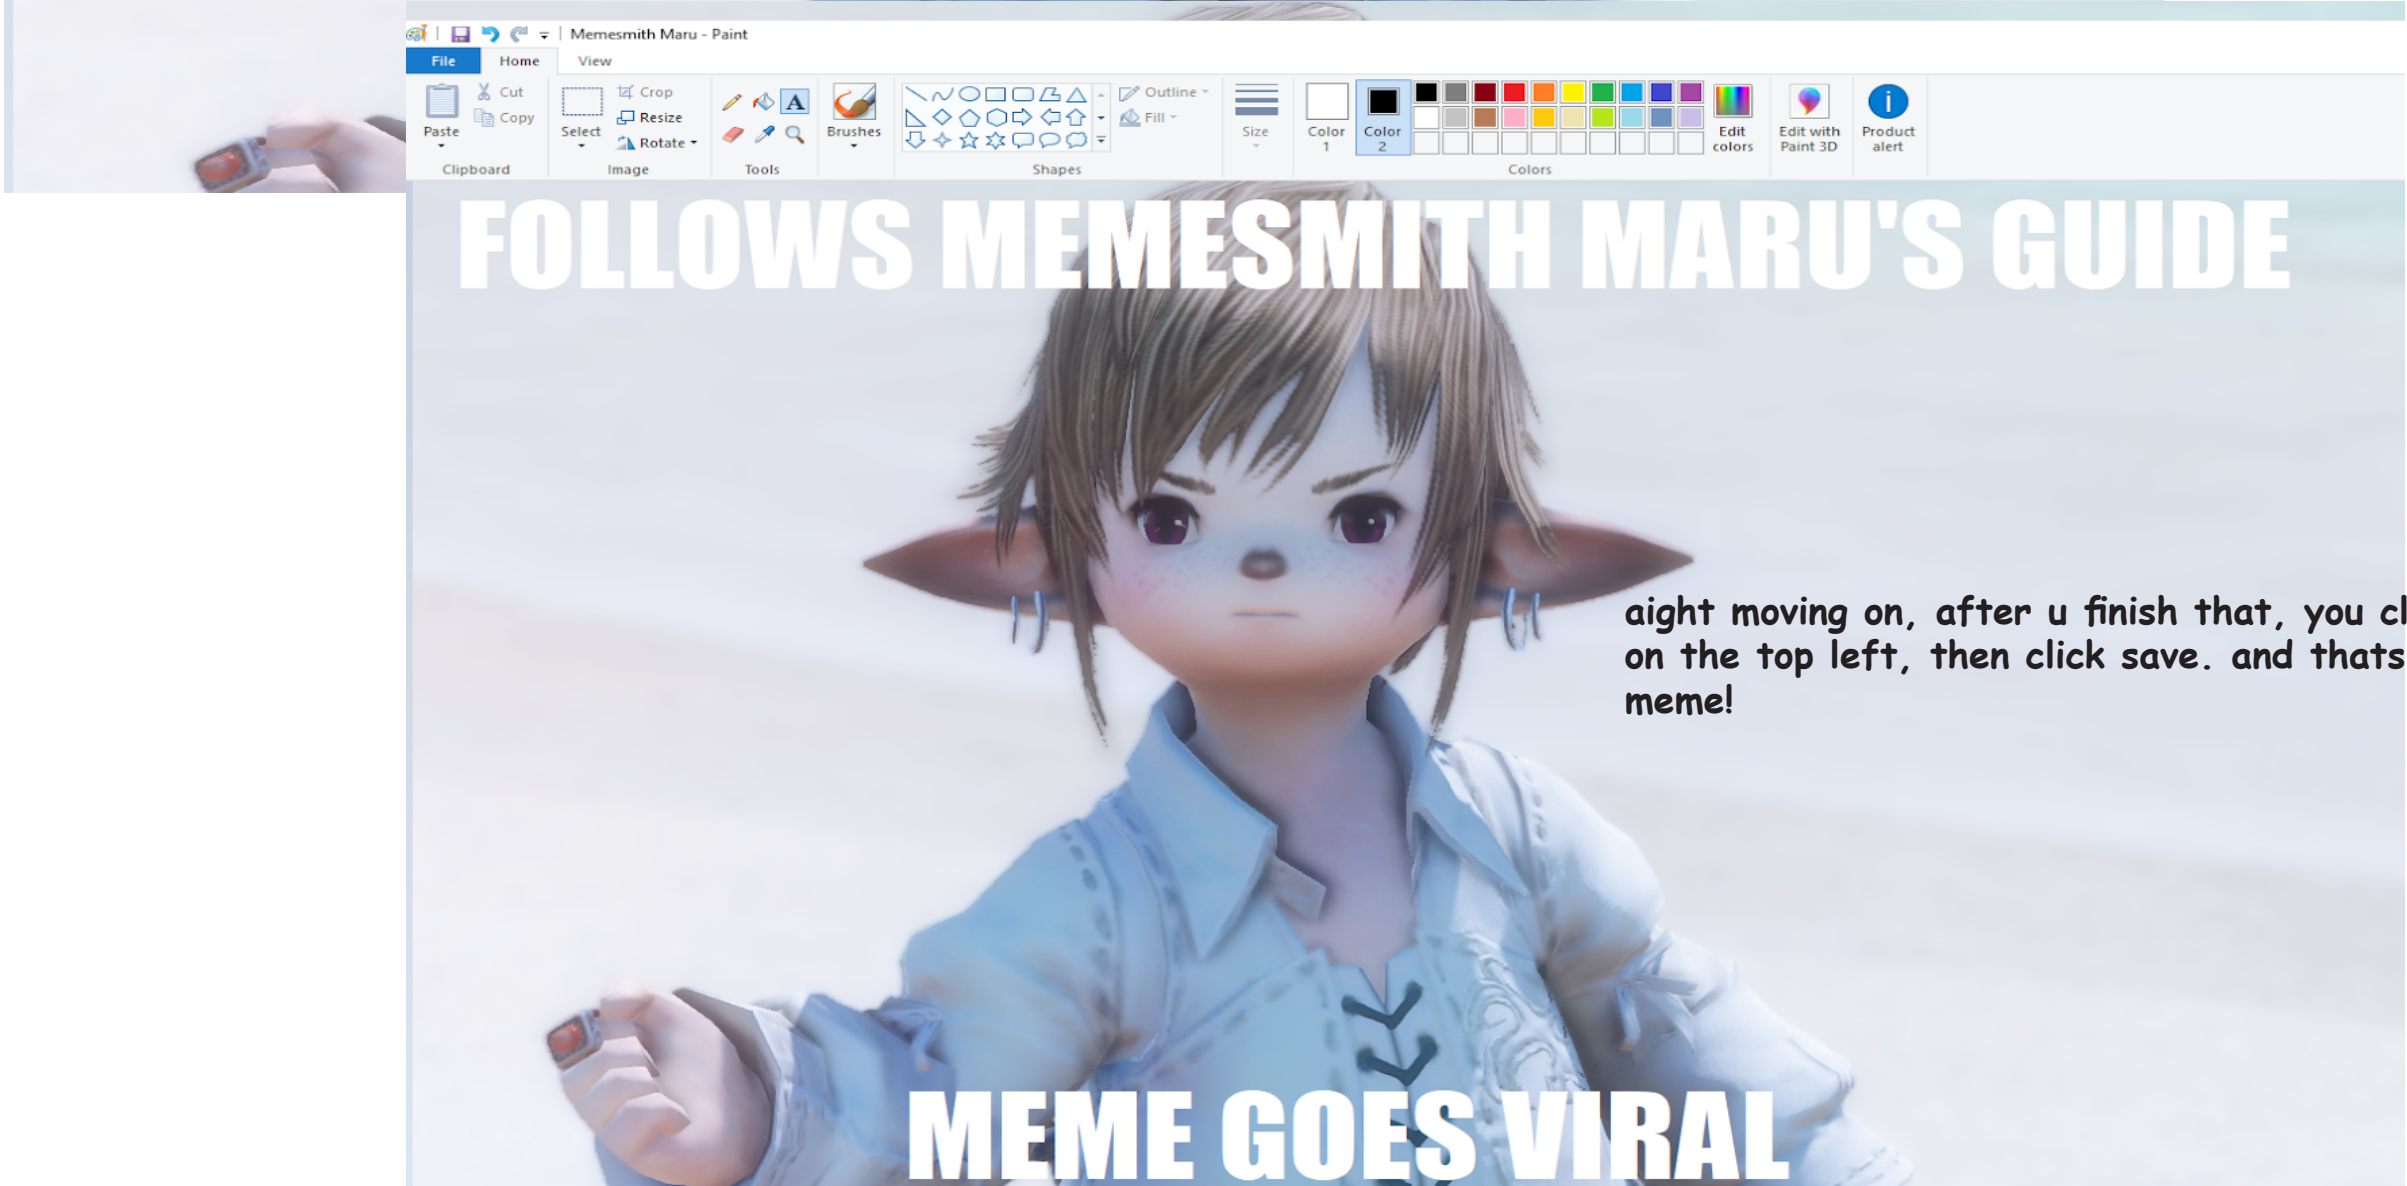 Memesmith Maru - Paint
File Home View
Paste Cut Copy Clipboard
Select Crop Resize Rotate Image
Tools
Brushes
Outline Fill Shapes
Size
Color 1 Color 2 Edit colors Colors
Edit with Paint 3D
Product alert
FOLLOWS MEMESMITH MARU'S GUIDE
aight moving on, after u finish that, you
on the top left, then click save. and thats
meme!
MEME GOES VIRAL